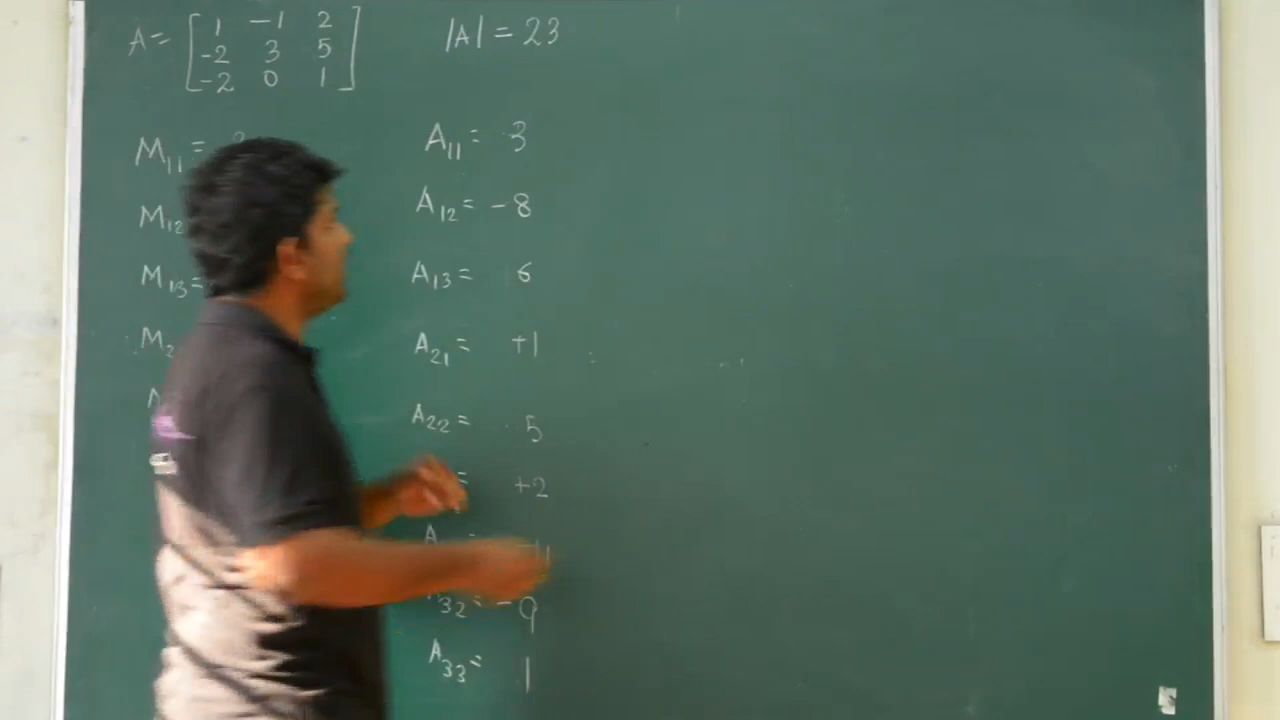 A = [ 1 -1 2
-2 3 5
-2 0 1 ]
|A| = 23
M11 =
M12
M13 =
M2
A11 = 3
A12 = -8
A13 = 6
A21 = +1
A22 = 5
= +2
A =
32 = -9
A33 = 1